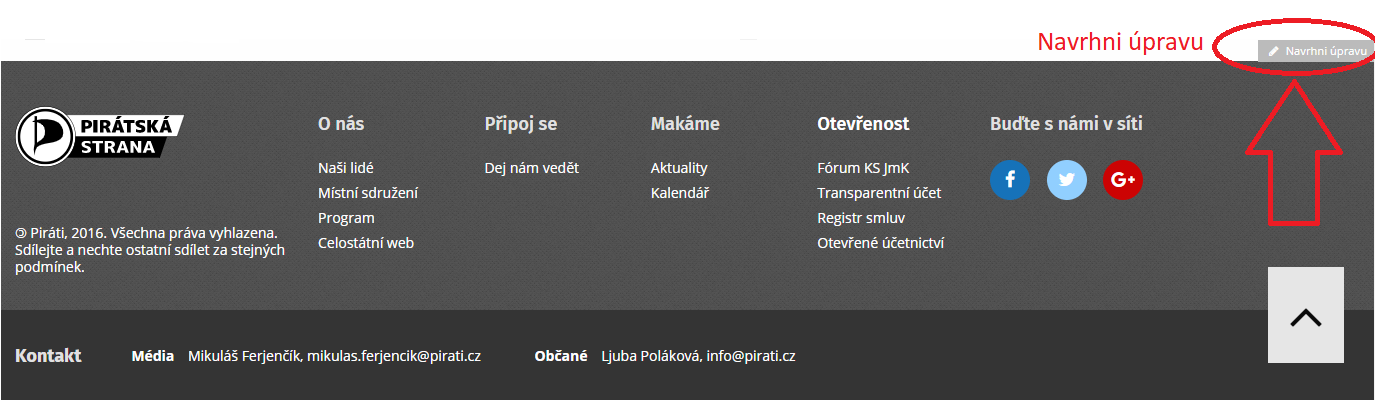 Navrhni úpravu
Navrhni úpravu
PIRÁTSKÁ
STRANA
🄯 Piráti, 2016. Všechna práva vyhlazena.
Sdílejte a nechte ostatní sdílet za stejných
podmínek.
O nás
Naši lidé
Místní sdružení
Program
Celostátní web
Připoj se
Dej nám vedět
Makáme
Aktuality
Kalendář
Otevřenost
Fórum KS JmK
Transparentní účet
Registr smluv
Otevřené účetnictví
Buďte s námi v síti
f
G+
Kontakt
Média Mikuláš Ferjenčík, mikulas.ferjencik@pirati.cz
Občané Ljuba Poláková, info@pirati.cz